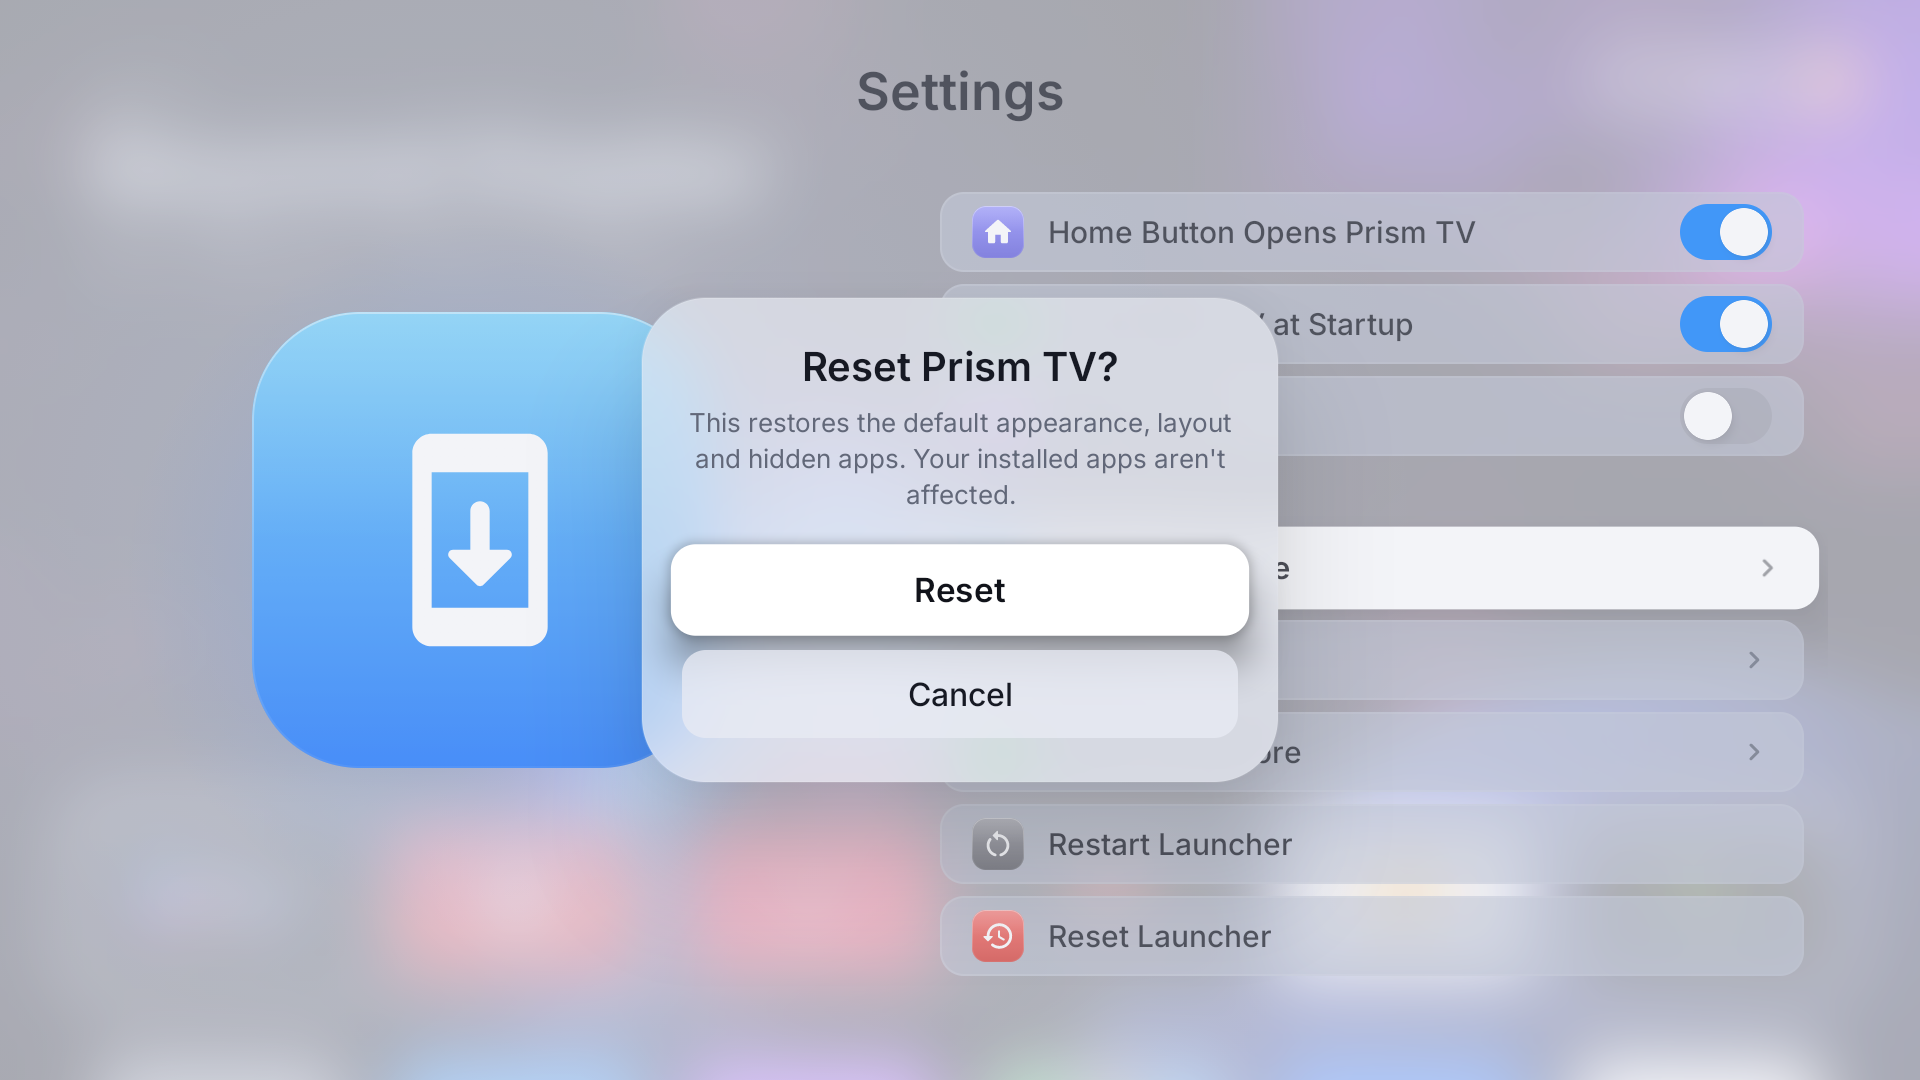 Settings
Home Button Opens Prism TV
at Startup
Reset Prism TV?
This restores the default appearance, layout
and hidden apps. Your installed apps aren't
affected.
Reset
Cancel
Restart Launcher
Reset Launcher